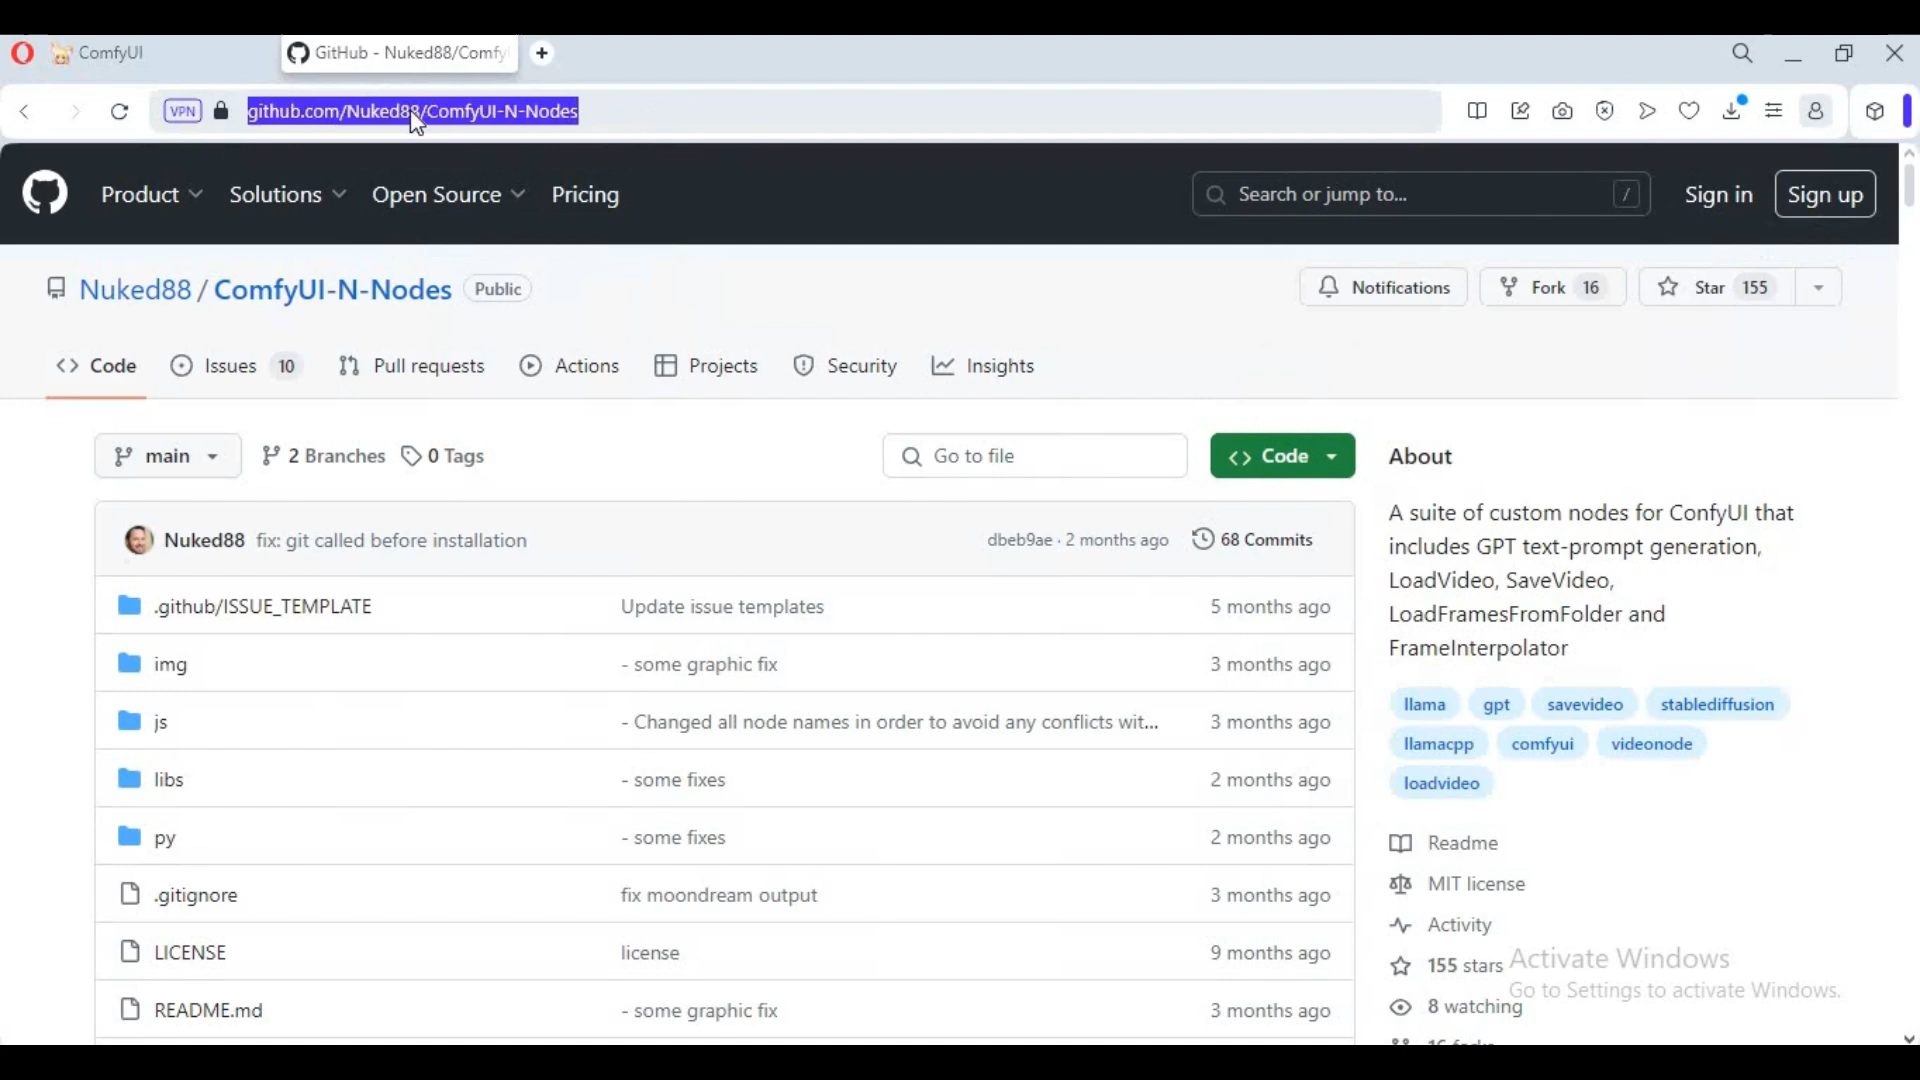 ComfyUI
GitHub - Nuked88/Comfy
VPN
github.com/Nuked88/ComfyUI-N-Nodes
Product
Solutions
Open Source
Pricing
Search or jump to...
/
Sign in
Sign up
Nuked88 / ComfyUI-N-Nodes
Public
Notifications
Fork 16
Star 155
Code
Issues 10
Pull requests
Actions
Projects
Security
Insights
main
2 Branches
0 Tags
Go to file
Code
Nuked88 fix: git called before installation
dbeb9ae · 2 months ago
68 Commits
.github/ISSUE_TEMPLATE Update issue templates 5 months ago
img - some graphic fix 3 months ago
js - Changed all node names in order to avoid any conflicts wit... 3 months ago
libs - some fixes 2 months ago
py - some fixes 2 months ago
.gitignore fix moondream output 3 months ago
LICENSE license 9 months ago
README.md - some graphic fix 3 months ago
About
A suite of custom nodes for ConfyUI that
includes GPT text-prompt generation,
LoadVideo, SaveVideo,
LoadFramesFromFolder and
FrameInterpolator
llama gpt savevideo stablediffusion
llamacpp comfyui videonode
loadvideo
Readme
MIT license
Activity
155 stars
8 watching
Activate Windows
Go to Settings to activate Windows.